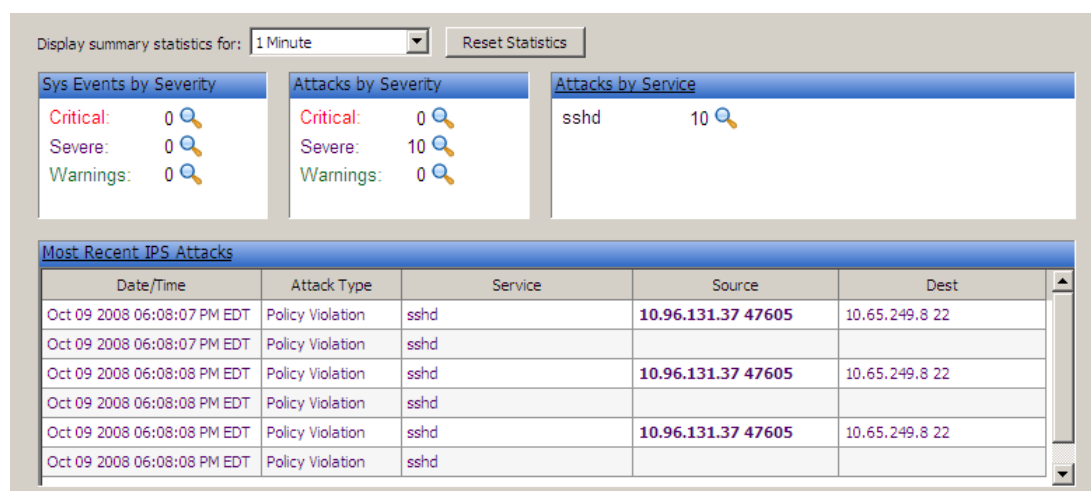 Display summary statistics for: 1 Minute Reset Statistics
Sys Events by Severity Attacks by Severity Attacks by Service
Critical: 0 Critical: 0 sshd 10
Severe: 0 Severe: 10
Warnings: 0 Warnings: 0
Most Recent IPS Attacks
Date/Time Attack Type Service Source Dest
Oct 09 2008 06:08:07 PM EDT Policy Violation sshd 10.96.131.37 47605 10.65.249.8 22
Oct 09 2008 06:08:07 PM EDT Policy Violation sshd
Oct 09 2008 06:08:08 PM EDT Policy Violation sshd 10.96.131.37 47605 10.65.249.8 22
Oct 09 2008 06:08:08 PM EDT Policy Violation sshd
Oct 09 2008 06:08:08 PM EDT Policy Violation sshd 10.96.131.37 47605 10.65.249.8 22
Oct 09 2008 06:08:08 PM EDT Policy Violation sshd